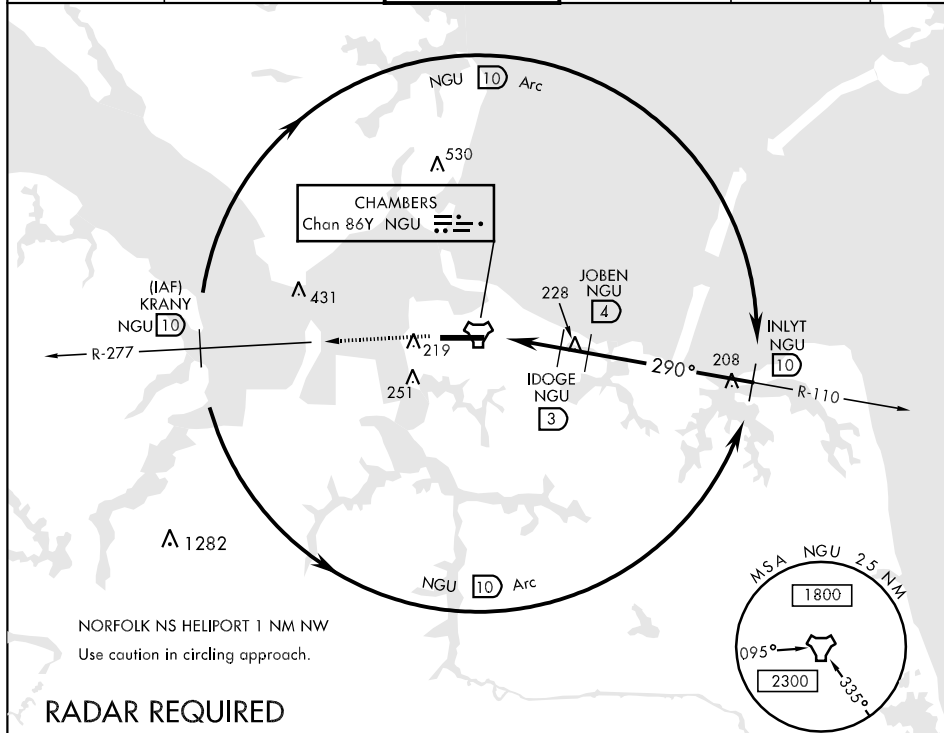 NGU 10 Arc
530
CHAMBERS
Chan 86Y NGU
(IAF)
KRANY
NGU 10
431
R-277
219
251
228
JOBEN
NGU
4
IDOGE
NGU
3
290°
208
INLYT
NGU
10
R-110
1282
NGU 10 Arc
NORFOLK NS HELIPORT 1 NM NW
Use caution in circling approach.
RADAR REQUIRED
MSA NGU 25 NM
1800
095°
2300
335°